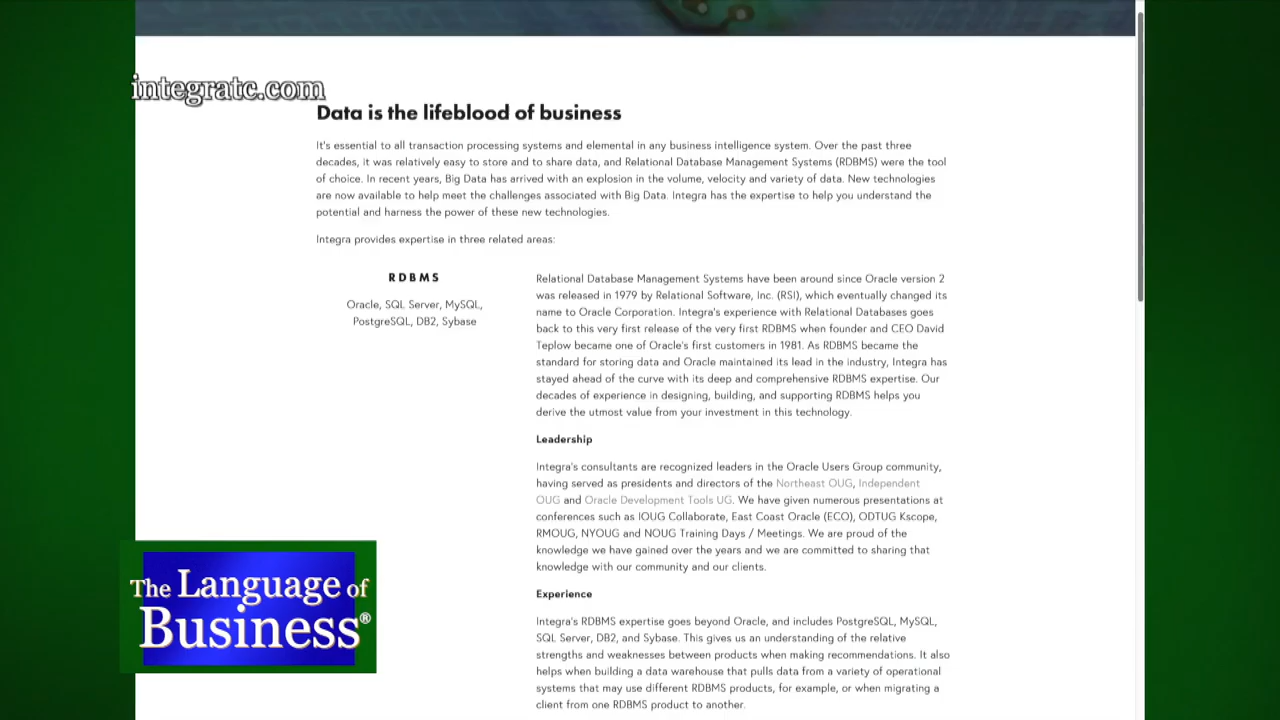 integratc.com
Data is the lifeblood of business
It's essential to all transaction processing systems and elemental in any business intelligence system. Over the past three
decades, it was relatively easy to store and to share data, and Relational Database Management Systems (RDBMS) were the tool
of choice. In recent years, Big Data has arrived with an explosion in the volume, velocity and variety of data. New technologies
are now available to help meet the challenges associated with Big Data. Integra has the expertise to help you understand the
potential and harness the power of these new technologies.
Integra provides expertise in three related areas:
RDBMS
Oracle, SQL Server, MySQL,
PostgreSQL, DB2, Sybase
Relational Database Management Systems have been around since Oracle version 2
was released in 1979 by Relational Software, Inc. (RSI), which eventually changed its
name to Oracle Corporation. Integra's experience with Relational Databases goes
back to this very first release of the very first RDBMS when founder and CEO David
Teplow became one of Oracle's first customers in 1981. As RDBMS became the
standard for storing data and Oracle maintained its lead in the industry, Integra has
stayed ahead of the curve with its deep and comprehensive RDBMS expertise. Our
decades of experience in designing, building, and supporting RDBMS helps you
derive the utmost value from your investment in this technology.
Leadership
Integra's consultants are recognized leaders in the Oracle Users Group community,
having served as presidents and directors of the Northeast OUG, Independent
OUG and Oracle Development Tools UG. We have given numerous presentations at
conferences such as IOUG Collaborate, East Coast Oracle (ECO), ODTUG Kscope,
RMOUG, NYOUG and NOUG Training Days / Meetings. We are proud of the
knowledge we have gained over the years and we are committed to sharing that
knowledge with our community and our clients.
Experience
Integra's RDBMS expertise goes beyond Oracle, and includes PostgreSQL, MySQL,
SQL Server, DB2, and Sybase. This gives us an understanding of the relative
strengths and weaknesses between products when making recommendations. It also
helps when building a data warehouse that pulls data from a variety of operational
systems that may use different RDBMS products, for example, or when migrating a
client from one RDBMS product to another.
The Language of
Business®